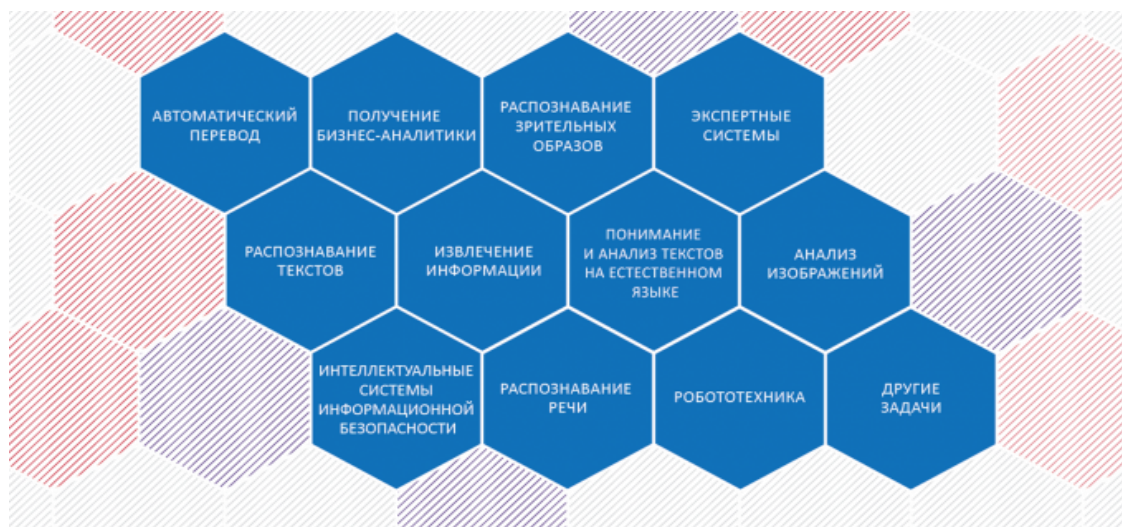 АВТОМАТИЧЕСКИЙ
ПЕРЕВОД
ПОЛУЧЕНИЕ
БИЗНЕС-АНАЛИТИКИ
РАСПОЗНАВАНИЕ
ЗРИТЕЛЬНЫХ
ОБРАЗОВ
ЭКСПЕРТНЫЕ
СИСТЕМЫ
РАСПОЗНАВАНИЕ
ТЕКСТОВ
ИЗВЛЕЧЕНИЕ
ИНФОРМАЦИИ
ПОНИМАНИЕ
И АНАЛИЗ ТЕКСТОВ
НА ЕСТЕСТВЕННОМ
ЯЗЫКЕ
АНАЛИЗ
ИЗОБРАЖЕНИЙ
ИНТЕЛЛЕКТУАЛЬНЫЕ
СИСТЕМЫ
ИНФОРМАЦИОННОЙ
БЕЗОПАСНОСТИ
РАСПОЗНАВАНИЕ
РЕЧИ
РОБОТОТЕХНИКА
ДРУГИЕ
ЗАДАЧИ